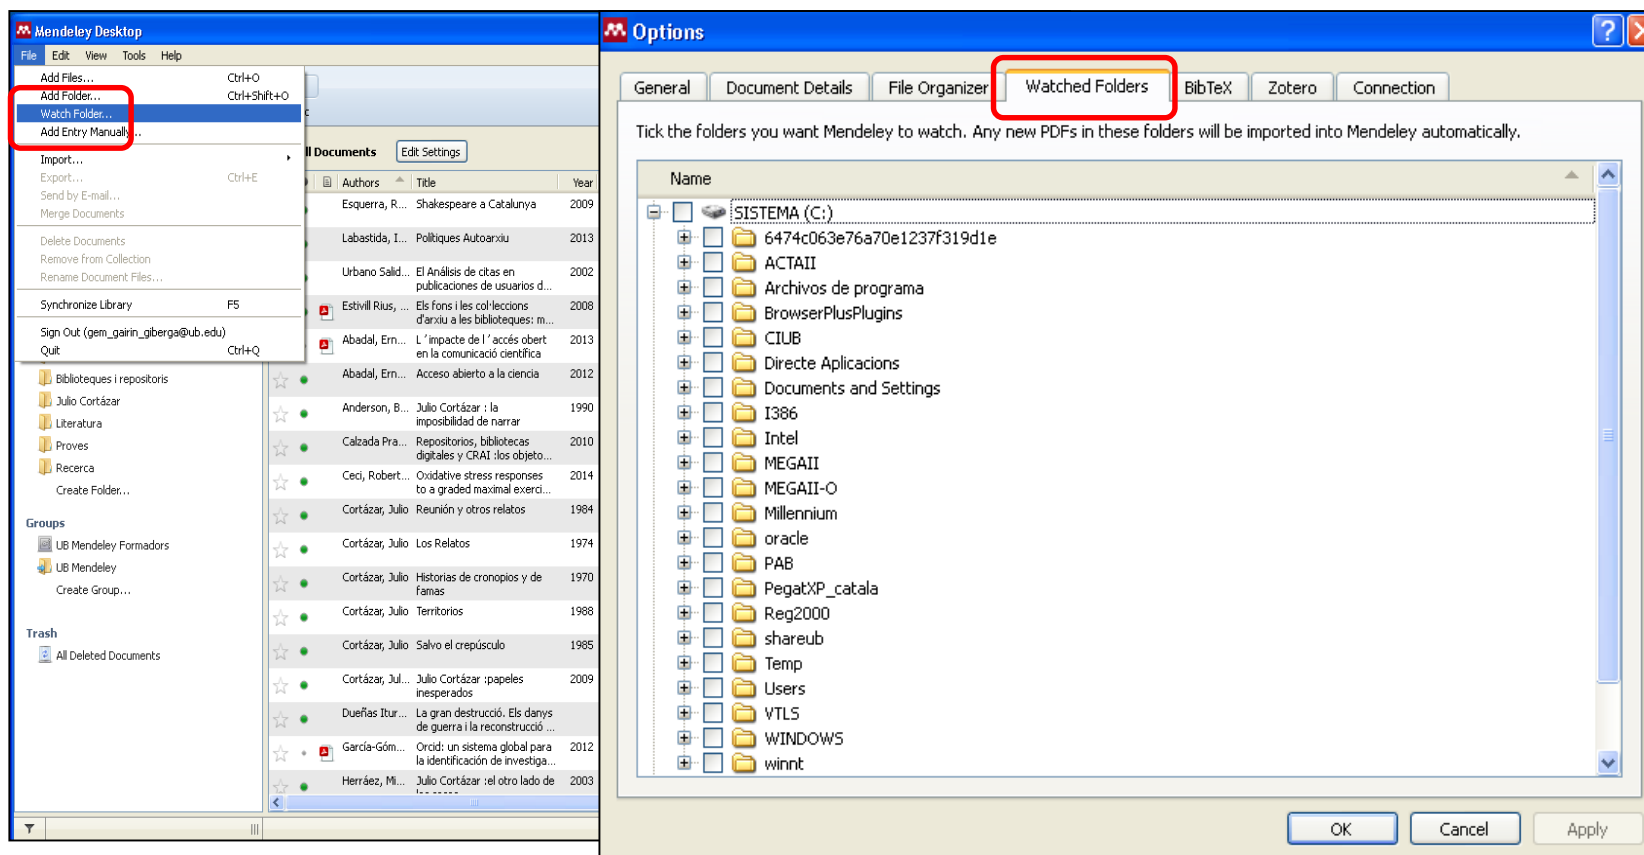 Mendeley Desktop
File Edit View Tools Help
Add Files... Ctrl+O
Add Folder... Ctrl+Shift+O
Watch Folder...
Add Entry Manually...
Import...
Export... Ctrl+E
Send by E-mail...
Merge Documents
Delete Documents
Remove from Collection
Rename Document Files...
Synchronize Library F5
Sign Out (gem_gairin_giberga@ub.edu)
Quit Ctrl+Q
Biblioteques i repositoris
Julio Cortázar
Literatura
Proves
Recerca
Create Folder...
Groups
UB Mendeley Formadors
UB Mendeley
Create Group...
Trash
All Deleted Documents
ll Documents Edit Settings
Authors Title Year
Esquerra, R... Shakespeare a Catalunya 2009
Labastida, I... Polítiques Autoarxiu 2013
Urbano Salid... El Análisis de citas en 2002
publicaciones de usuarios d...
Estivill Rius, ... Els fons i les col·leccions 2008
d'arxiu a les biblioteques: m...
Abadal, Ern... L ´impacte de l ´accés obert 2013
en la comunicació científica
Abadal, Ern... Acceso abierto a la ciencia 2012
Anderson, B... Julio Cortázar : la 1990
imposibilidad de narrar
Calzada Pra... Repositorios, bibliotecas 2010
digitales y CRAI :los objeto...
Ceci, Robert... Oxidative stress responses 2014
to a graded maximal exerci...
Cortázar, Julio Reunión y otros relatos 1984
Cortázar, Julio Los Relatos 1974
Cortázar, Julio Historias de cronopios y de 1970
famas
Cortázar, Julio Territorios 1988
Cortázar, Julio Salvo el crepúsculo 1985
Cortázar, Jul... Julio Cortázar :papeles 2009
inesperados
Dueñas Itur... La gran destrucció. Els danys
de guerra i la reconstrucció ...
García-Góm... Orcid: un sistema global para 2012
la identificación de investiga...
Herráez, Mi... Julio Cortázar :el otro lado de 2003
Options
General Document Details File Organizer Watched Folders BibTeX Zotero Connection
Tick the folders you want Mendeley to watch. Any new PDFs in these folders will be imported into Mendeley automatically.
Name
SISTEMA (C:)
6474c063e76a70e1237f319d1e
ACTAII
Archivos de programa
BrowserPlusPlugins
CIUB
Directe Aplicacions
Documents and Settings
I386
Intel
MEGAII
MEGAII-O
Millennium
oracle
PAB
PegatXP_catala
Reg2000
shareub
Temp
Users
VTLS
WINDOWS
winnt
OK Cancel Apply